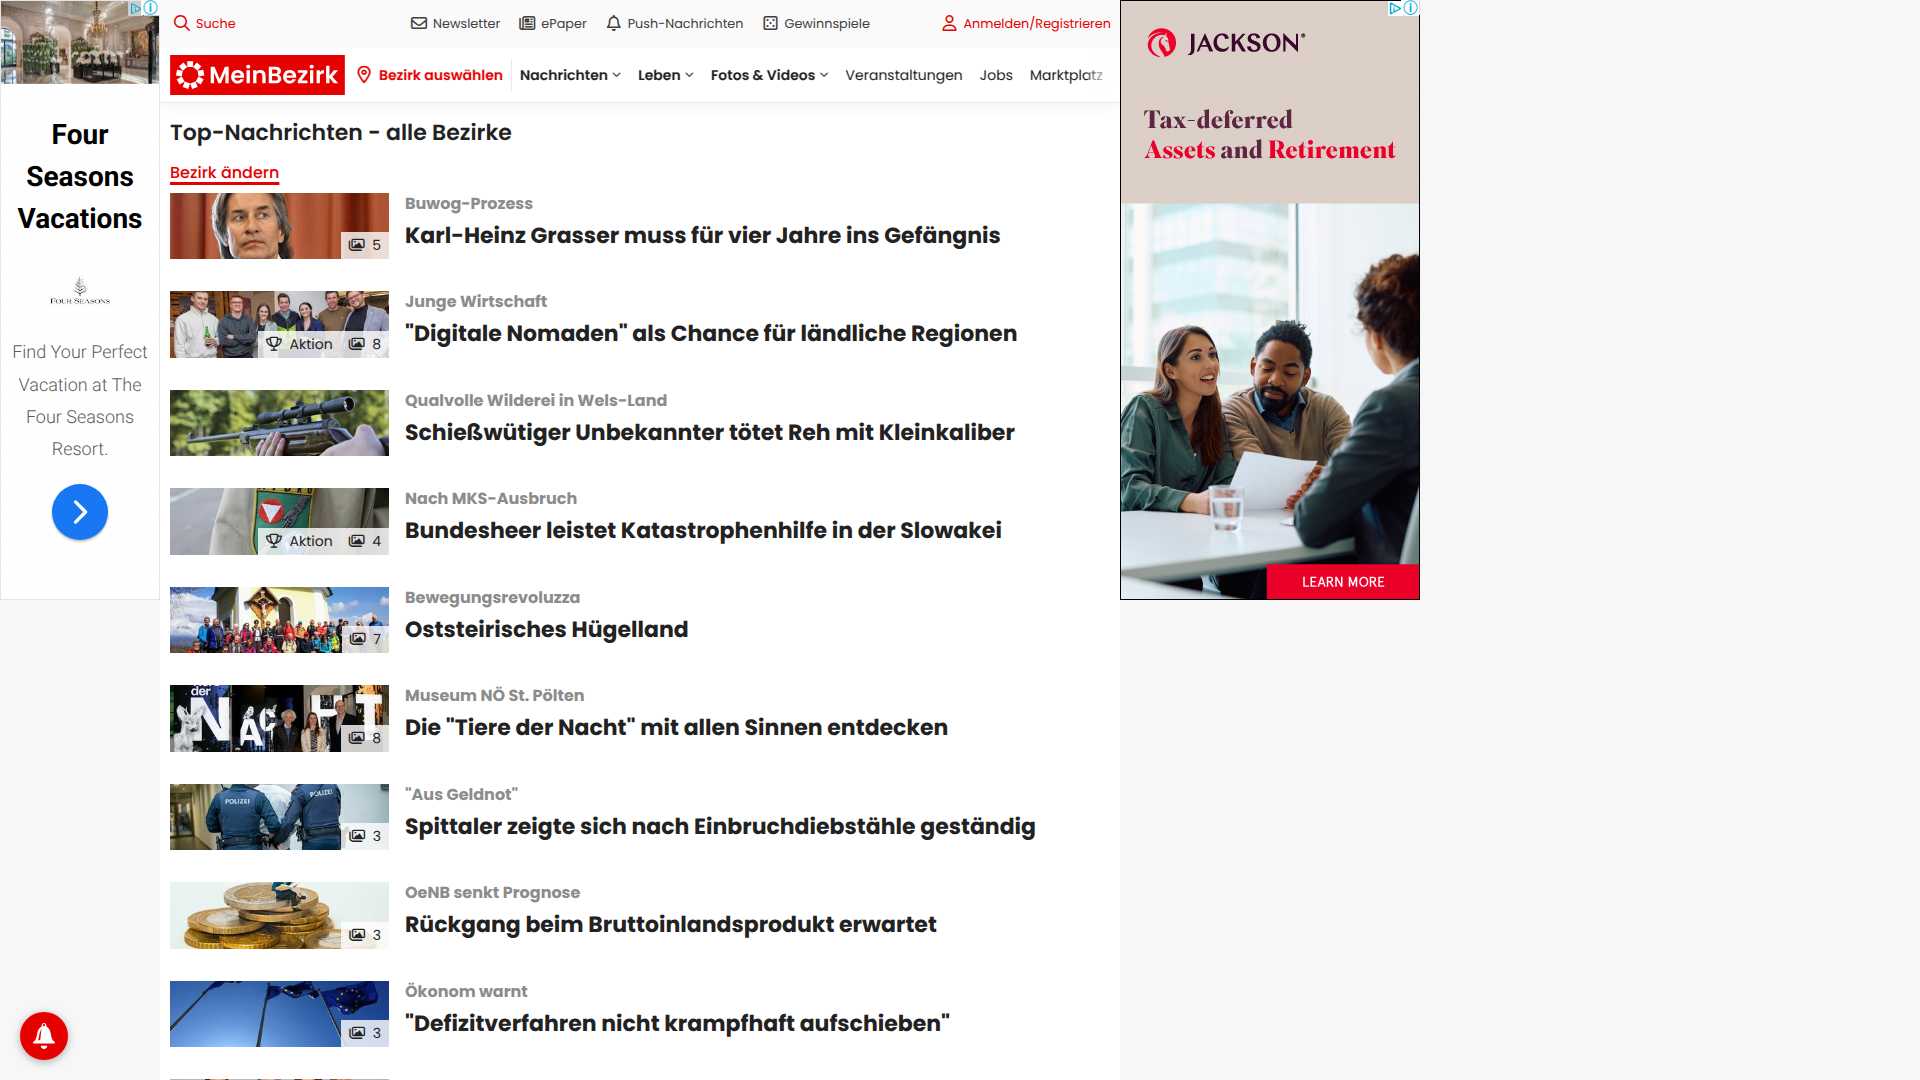 Suche
Newsletter
ePaper
Push-Nachrichten
Gewinnspiele
Anmelden/Registrieren
MeinBezirk
Bezirk auswählen
Nachrichten
Leben
Fotos & Videos
Veranstaltungen
Jobs
Marktplatz
Top-Nachrichten - alle Bezirke
Bezirk ändern
5
Buwog-Prozess
Karl-Heinz Grasser muss für vier Jahre ins Gefängnis
Aktion 8
Junge Wirtschaft
"Digitale Nomaden" als Chance für ländliche Regionen
Qualvolle Wilderei in Wels-Land
Schießwütiger Unbekannter tötet Reh mit Kleinkaliber
Aktion 4
Nach MKS-Ausbruch
Bundesheer leistet Katastrophenhilfe in der Slowakei
7
Bewegungsrevoluzza
Oststeirisches Hügelland
der
NACHT
8
Museum NÖ St. Pölten
Die "Tiere der Nacht" mit allen Sinnen entdecken
POLIZEI
POLIZEI
3
"Aus Geldnot"
Spittaler zeigte sich nach Einbruchdiebstähle geständig
3
OeNB senkt Prognose
Rückgang beim Bruttoinlandsprodukt erwartet
3
Ökonom warnt
"Defizitverfahren nicht krampfhaft aufschieben"
Four
Seasons
Vacations
FOUR SEASONS
Find Your Perfect
Vacation at The
Four Seasons
Resort.
JACKSON®
Tax-deferred
Assets and Retirement
LEARN MORE